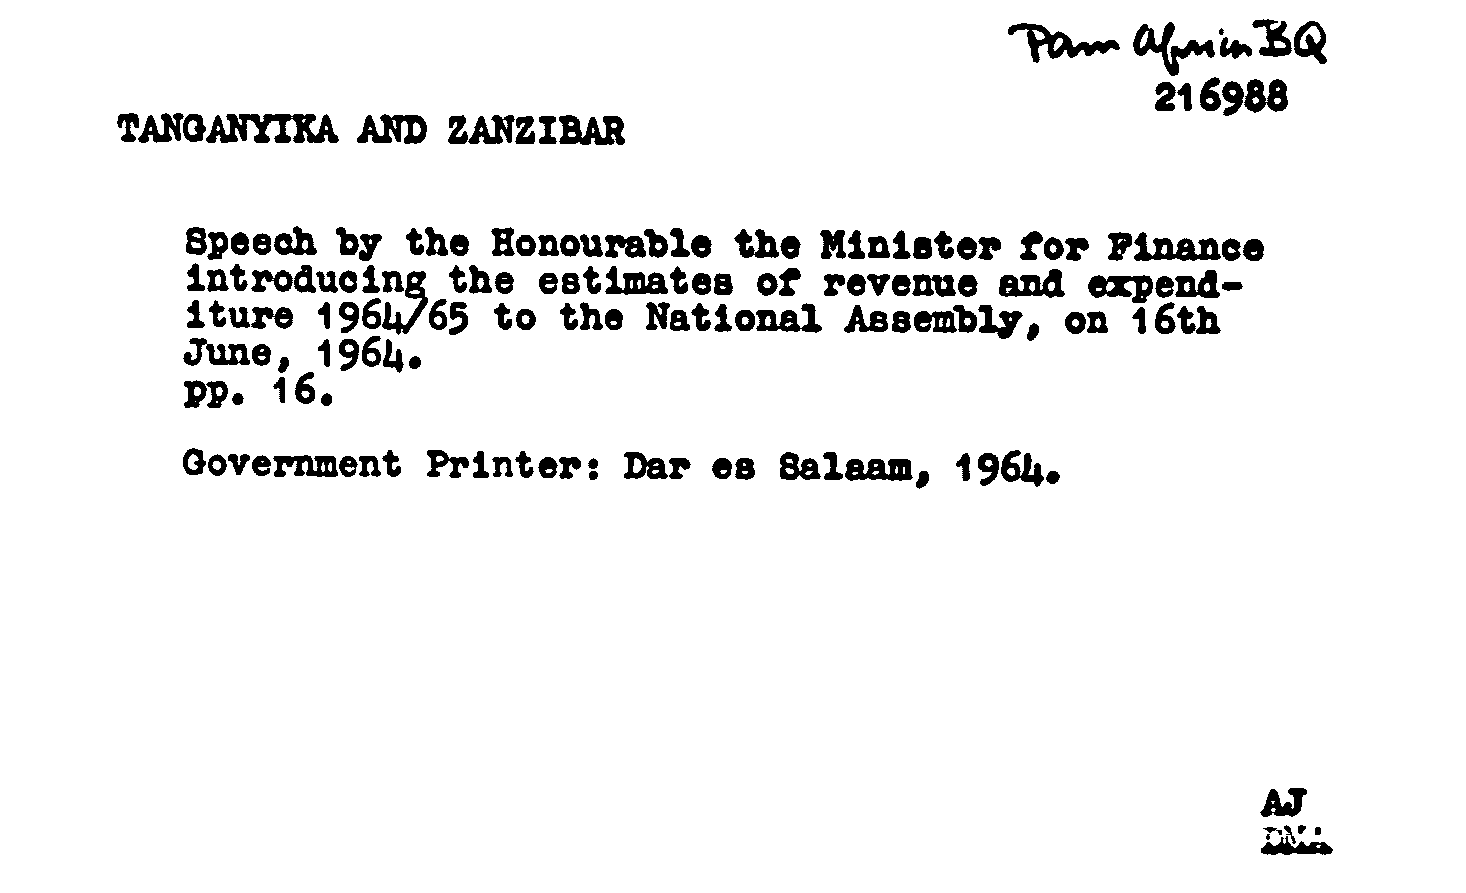 Pam Africa BQ
216988
TANGANYIKA AND ZANZIBAR
Speech by the Honourable the Minister for Finance
introducing the estimates of revenue and expend-
iture 1964/65 to the National Assembly, on 16th
June, 1964.
pp. 16.
Government Printer: Dar es Salaam, 1964.
AJ